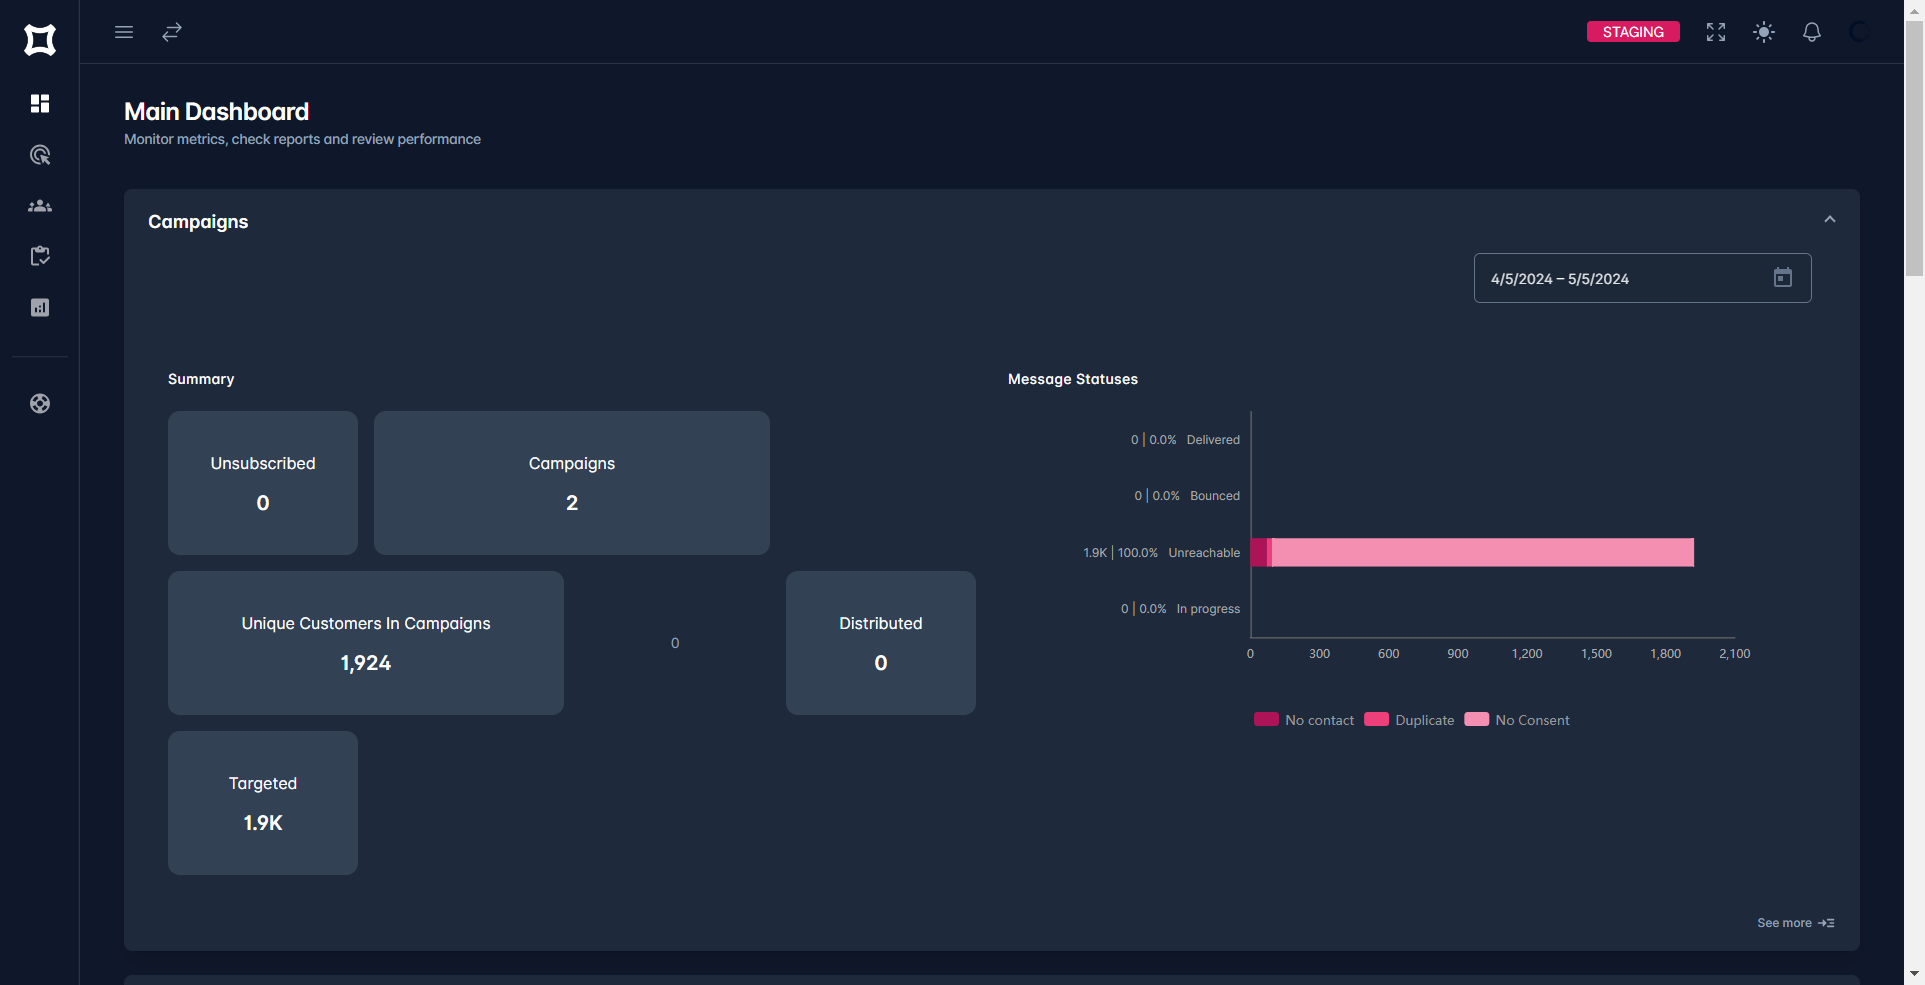 STAGING
Main Dashboard
Monitor metrics, check reports and review performance
Campaigns
4/5/2024 – 5/5/2024
Summary
Unsubscribed
0
Campaigns
2
Unique Customers In Campaigns
1,924
0
Distributed
0
Targeted
1.9K
Message Statuses
0 | 0.0% Delivered
0 | 0.0% Bounced
1.9K | 100.0% Unreachable
0 | 0.0% In progress
0 300 600 900 1,200 1,500 1,800 2,100
No contact Duplicate No Consent
See more